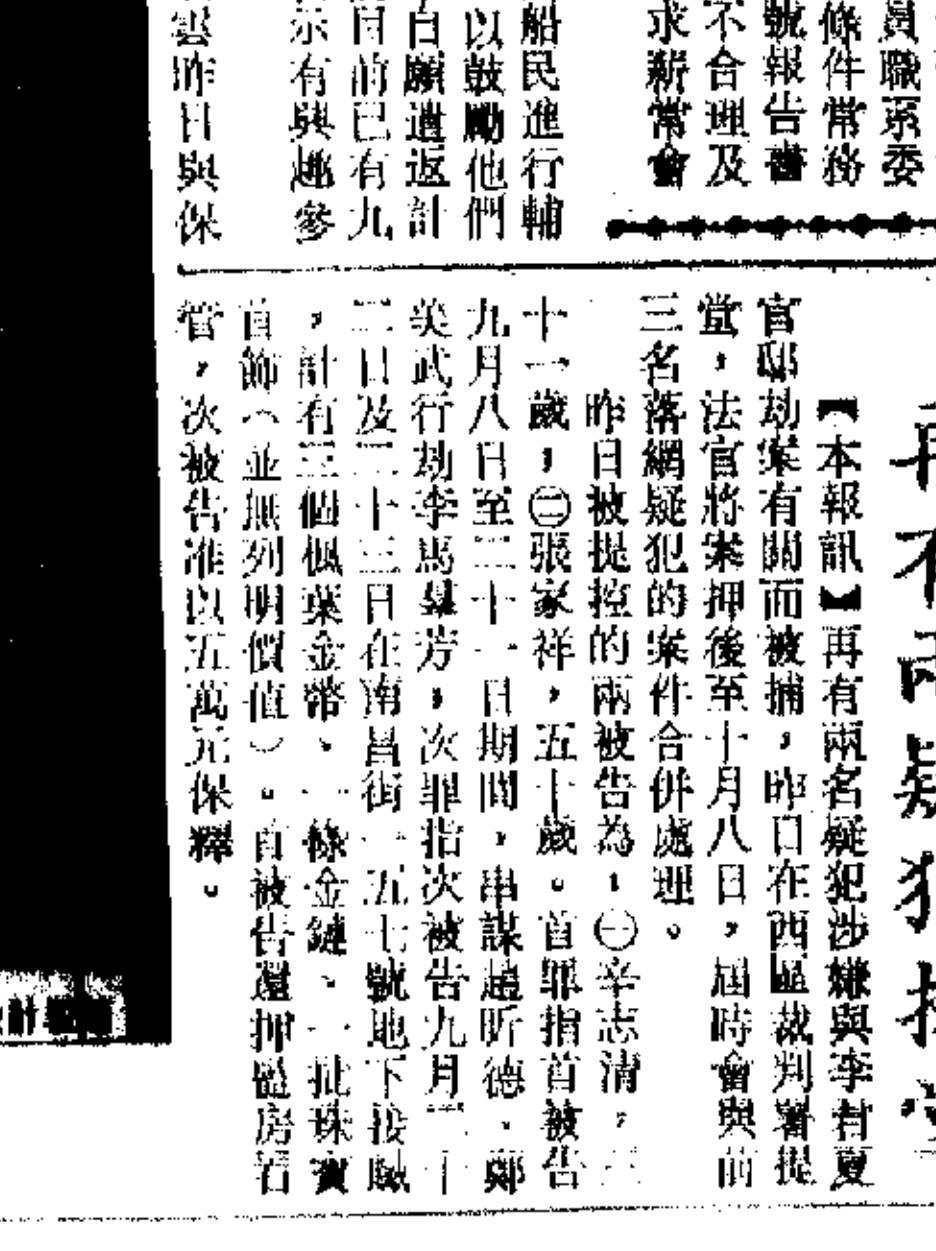 員職系委
條件常務
號報告書
不合理及
求薪常會
船民進行輔
以鼓勵他們
自願遣返計
目前已有九
示有興趣參
雲昨日與保
再有兩疑犯提
【本報訊】再有兩名疑犯涉嫌與李育夏
官邸劫案有關而被捕，昨日在西區裁判署提
堂，法官將案押後至十月八日，屆時會與前
三名落網疑犯的案件合併處理。
昨日被提控的兩被告為：㊀辛志清，三
十一歲，㊁張家祥，五十歲。首罪指首被告
九月八日至二十一日期間，串謀趙昕德、鄭
美武行劫李馬羣芳，次罪指次被告九月二十
二日及二十三日在南昌街一五七號地下接贓
，計有三個楓葉金幣、一條金鏈、一批珠寶
首飾（並無列明價值）。首被告還押監房看
管，次被告准以五萬元保釋。